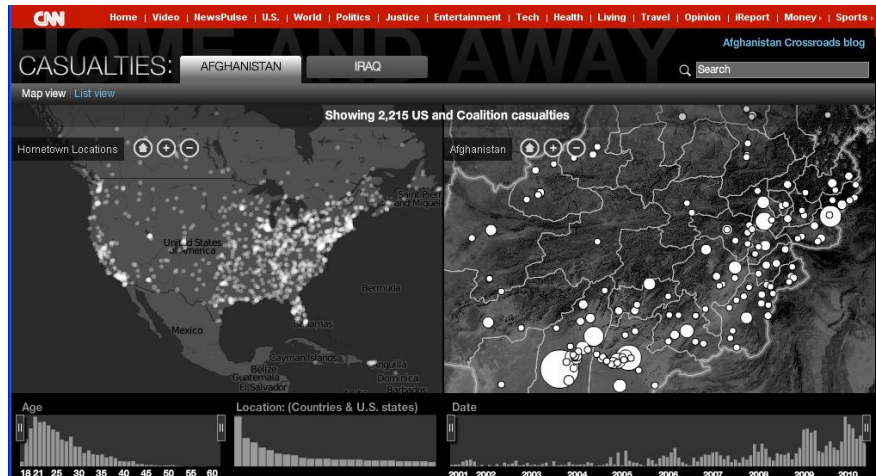 CNN Home | Video | NewsPulse | U.S. | World | Politics | Justice | Entertainment | Tech | Health | Living | Travel | Opinion | iReport | Money › | Sports ›
HOME AND AWAY
Afghanistan Crossroads blog
CASUALTIES: AFGHANISTAN IRAQ Search
Map view | List view
Showing 2,215 US and Coalition casualties
Hometown Locations
Afghanistan
Saint Pierre
and Miquel
United States
of America
Bermuda
Mexico
Bahamas
Cayman Islands
Anguilla
Belize
Guatemala
El Salvador
Dominica
Barbados
Age
Location: (Countries & U.S. states)
Date
18 21 25 30 35 40 45 50 55 60
2001 2002 2003 2004 2005 2006 2007 2008 2009 2010